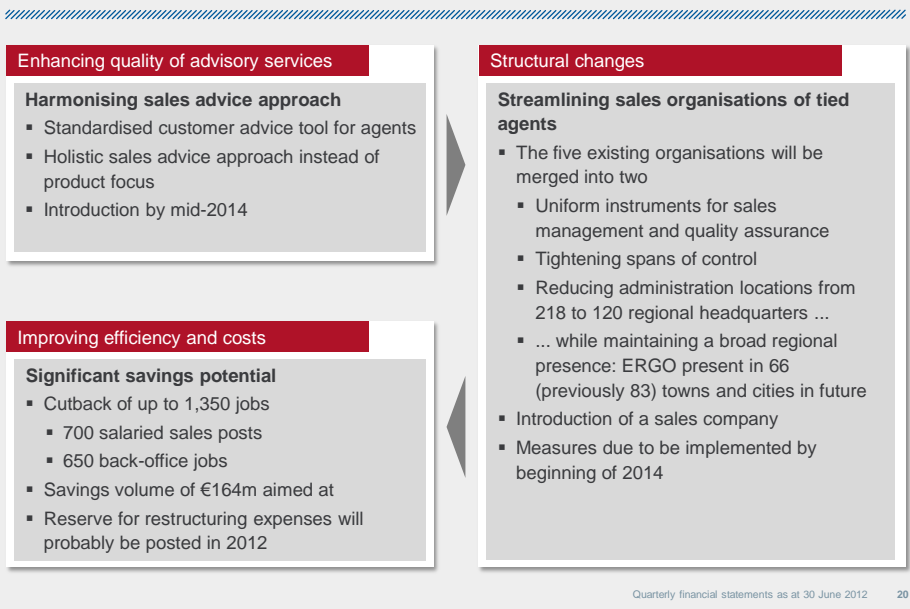 Enhancing quality of advisory services
Harmonising sales advice approach
▪ Standardised customer advice tool for agents
▪ Holistic sales advice approach instead of
product focus
▪ Introduction by mid-2014
Improving efficiency and costs
Significant savings potential
▪ Cutback of up to 1,350 jobs
▪ 700 salaried sales posts
▪ 650 back-office jobs
▪ Savings volume of €164m aimed at
▪ Reserve for restructuring expenses will
probably be posted in 2012
Structural changes
Streamlining sales organisations of tied
agents
▪ The five existing organisations will be
merged into two
▪ Uniform instruments for sales
management and quality assurance
▪ Tightening spans of control
▪ Reducing administration locations from
218 to 120 regional headquarters ...
▪ ... while maintaining a broad regional
presence: ERGO present in 66
(previously 83) towns and cities in future
▪ Introduction of a sales company
▪ Measures due to be implemented by
beginning of 2014
Quarterly financial statements as at 30 June 2012 20